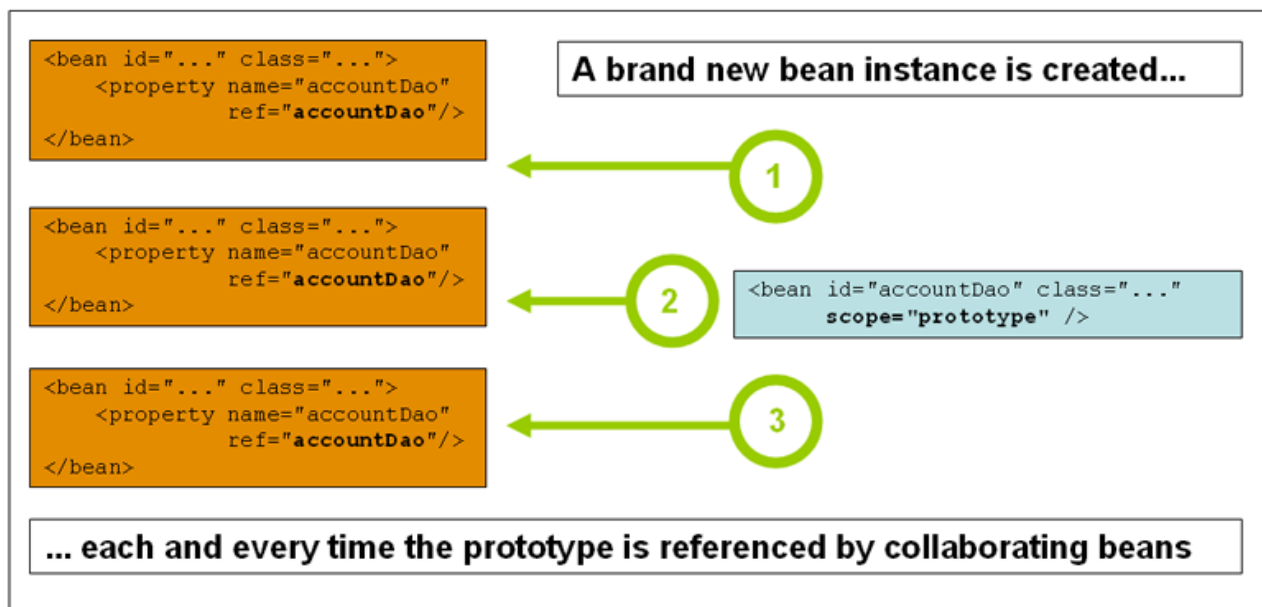 <bean id="..." class="...">
    <property name="accountDao"
              ref="accountDao"/>
</bean>
A brand new bean instance is created...
1
<bean id="..." class="...">
    <property name="accountDao"
              ref="accountDao"/>
</bean>
2
<bean id="accountDao" class="..."
      scope="prototype" />
<bean id="..." class="...">
    <property name="accountDao"
              ref="accountDao"/>
</bean>
3
... each and every time the prototype is referenced by collaborating beans